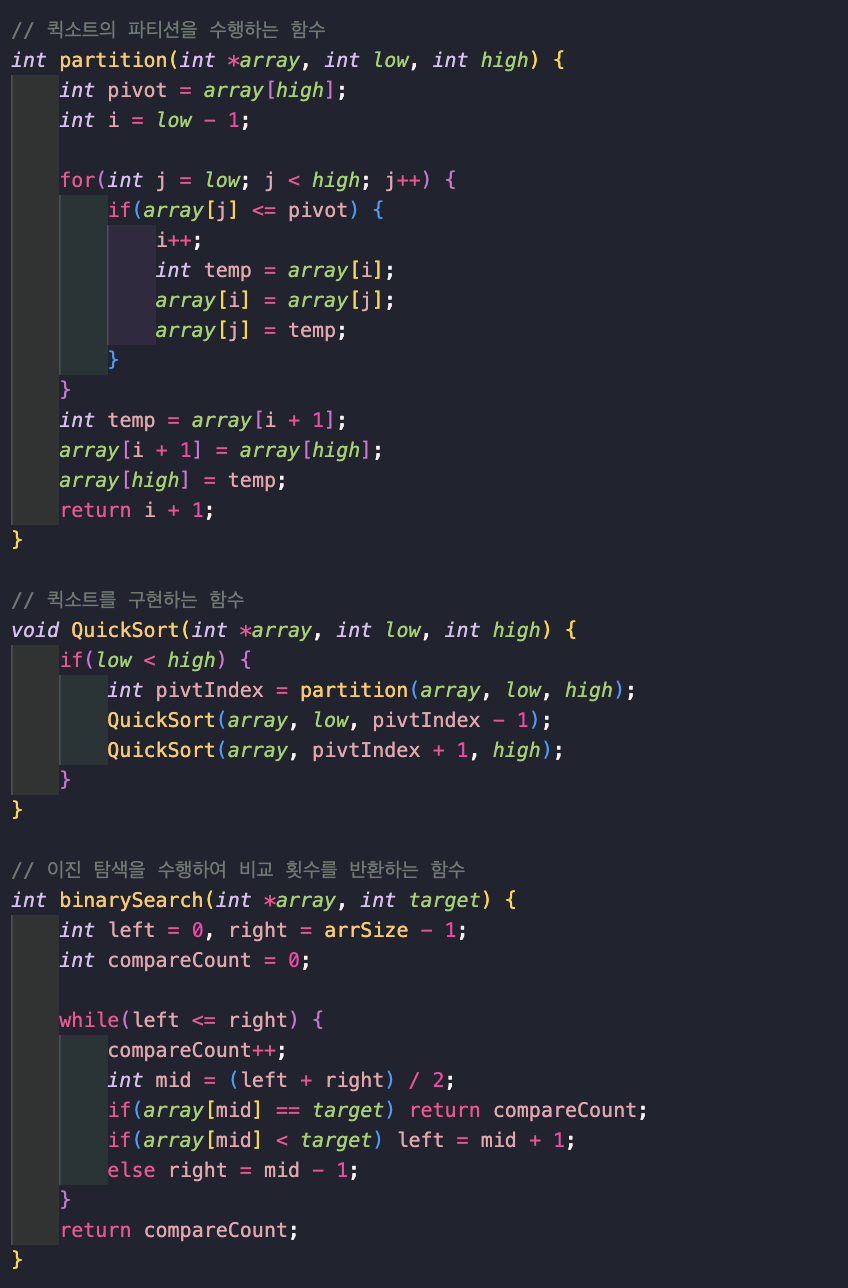 // 퀵소트의 파티션을 수행하는 함수
int partition(int *array, int low, int high) {
    int pivot = array[high];
    int i = low - 1;

    for(int j = low; j < high; j++) {
        if(array[j] <= pivot) {
            i++;
            int temp = array[i];
            array[i] = array[j];
            array[j] = temp;
        }
    }
    int temp = array[i + 1];
    array[i + 1] = array[high];
    array[high] = temp;
    return i + 1;
}

// 퀵소트를 구현하는 함수
void QuickSort(int *array, int low, int high) {
    if(low < high) {
        int pivtIndex = partition(array, low, high);
        QuickSort(array, low, pivtIndex - 1);
        QuickSort(array, pivtIndex + 1, high);
    }
}

// 이진 탐색을 수행하여 비교 횟수를 반환하는 함수
int binarySearch(int *array, int target) {
    int left = 0, right = arrSize - 1;
    int compareCount = 0;

    while(left <= right) {
        compareCount++;
        int mid = (left + right) / 2;
        if(array[mid] == target) return compareCount;
        if(array[mid] < target) left = mid + 1;
        else right = mid - 1;
    }
    return compareCount;
}